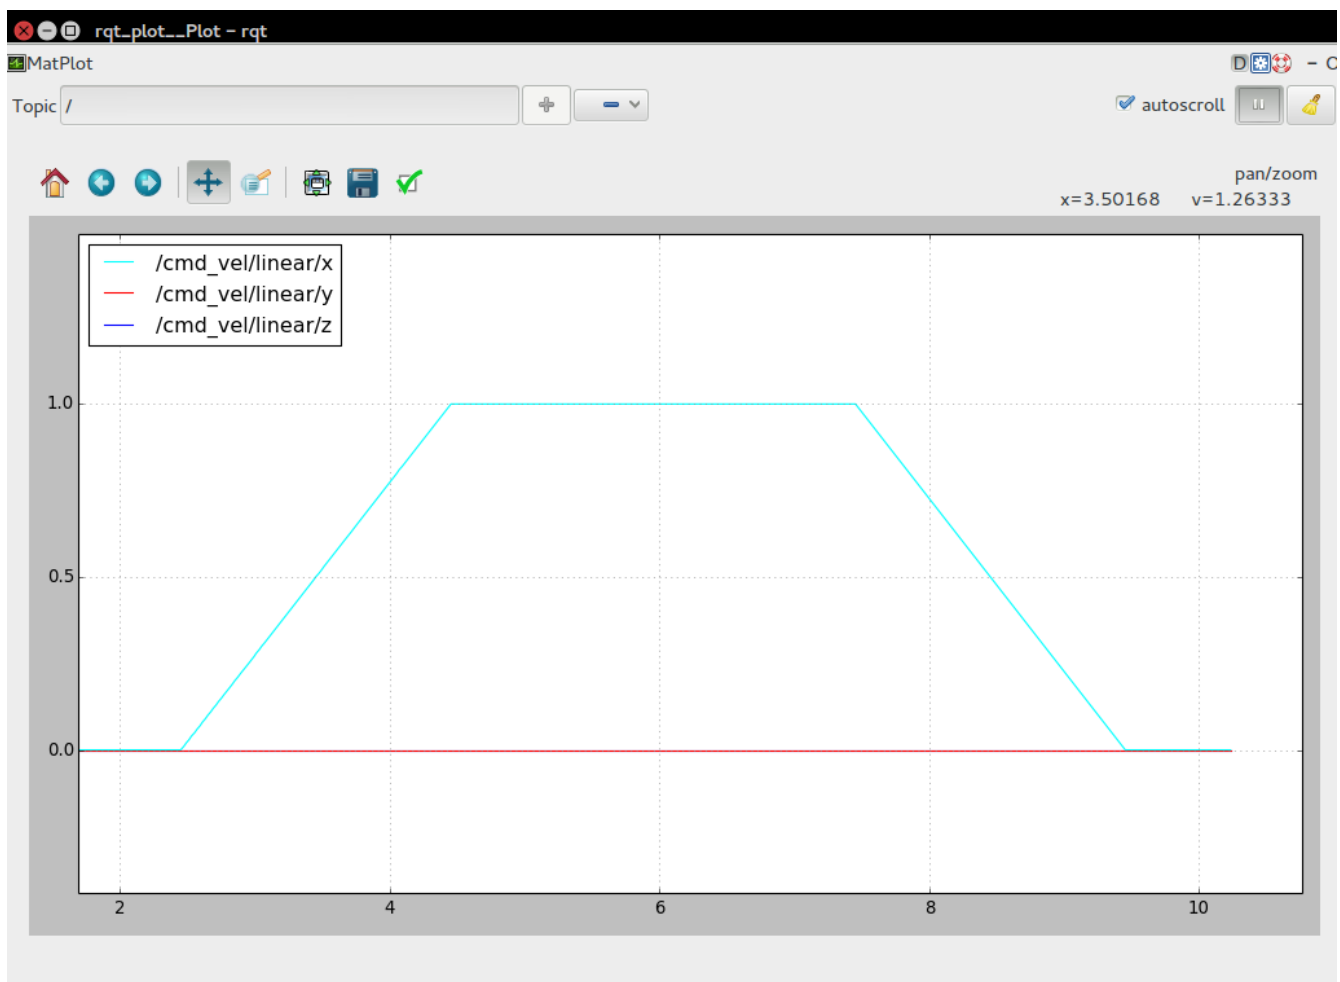 rqt_plot__Plot - rqt
MatPlot
D
- O
Topic /
autoscroll
pan/zoom
x=3.50168 v=1.26333
/cmd_vel/linear/x
/cmd_vel/linear/y
/cmd_vel/linear/z
1.0
0.5
0.0
2 4 6 8 10